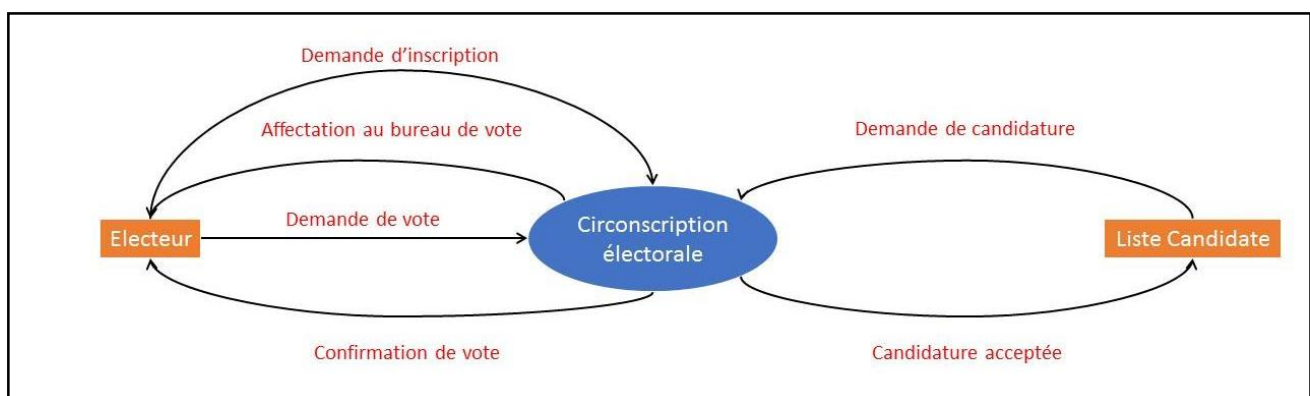 Demande d’inscription
Affectation au bureau de vote
Demande de candidature
Demande de vote
Electeur
Circonscription
électorale
Liste Candidate
Confirmation de vote
Candidature acceptée